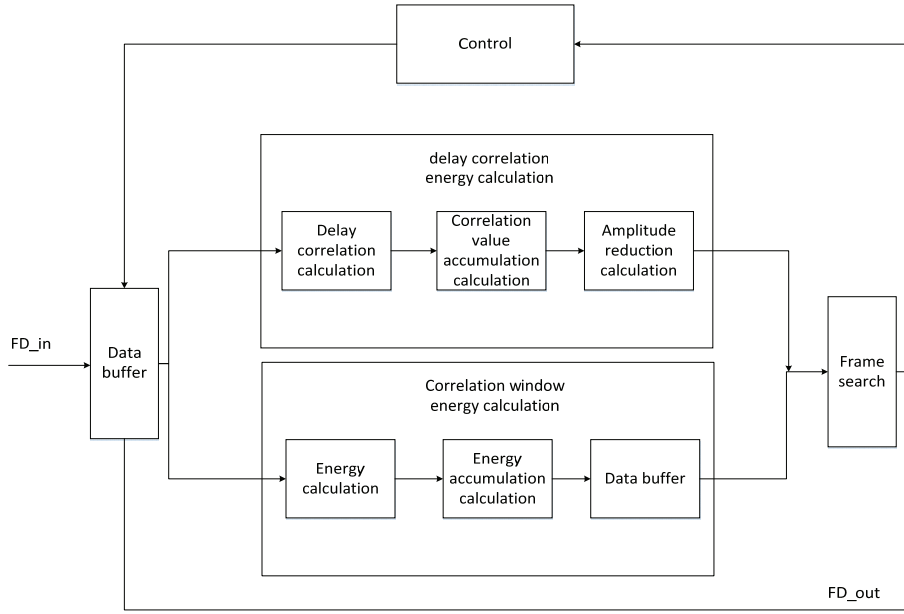 Control
delay correlation
energy calculation
Delay
correlation
calculation
Correlation
value
accumulation
calculation
Amplitude
reduction
calculation
FD_in
Data
buffer
Frame
search
Correlation window
energy calculation
Energy
calculation
Energy
accumulation
calculation
Data buffer
FD_out